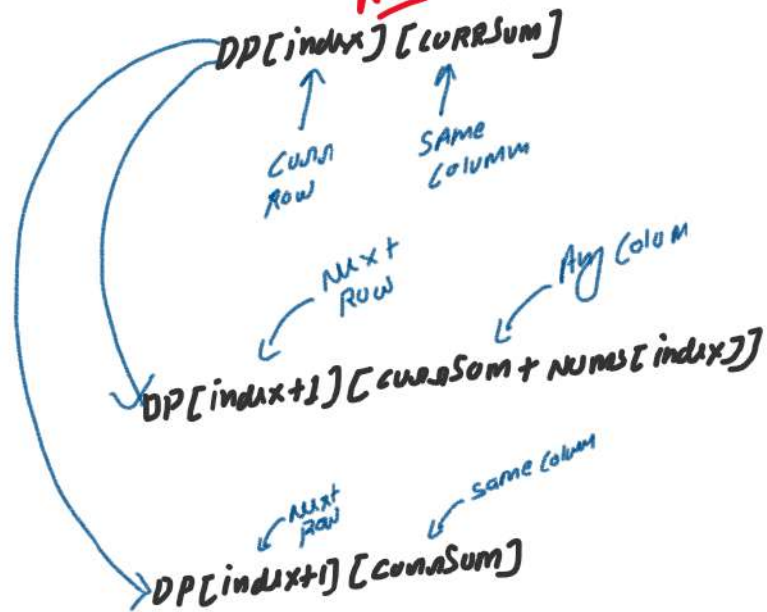 DP[index][CURRSum]
CURR
ROW
SAME
COLUMN
Next
ROW
Any Colum
DP[index+1][CURRSum + NUMS[index]]
Next
Row
Same Column
DP[index+1][CurrSum]